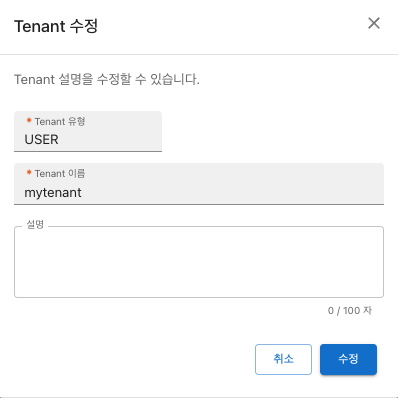 Tenant 수정
Tenant 설명을 수정할 수 있습니다.
* Tenant 유형
USER
* Tenant 이름
mytenant
설명
0 / 100 자
취소
수정